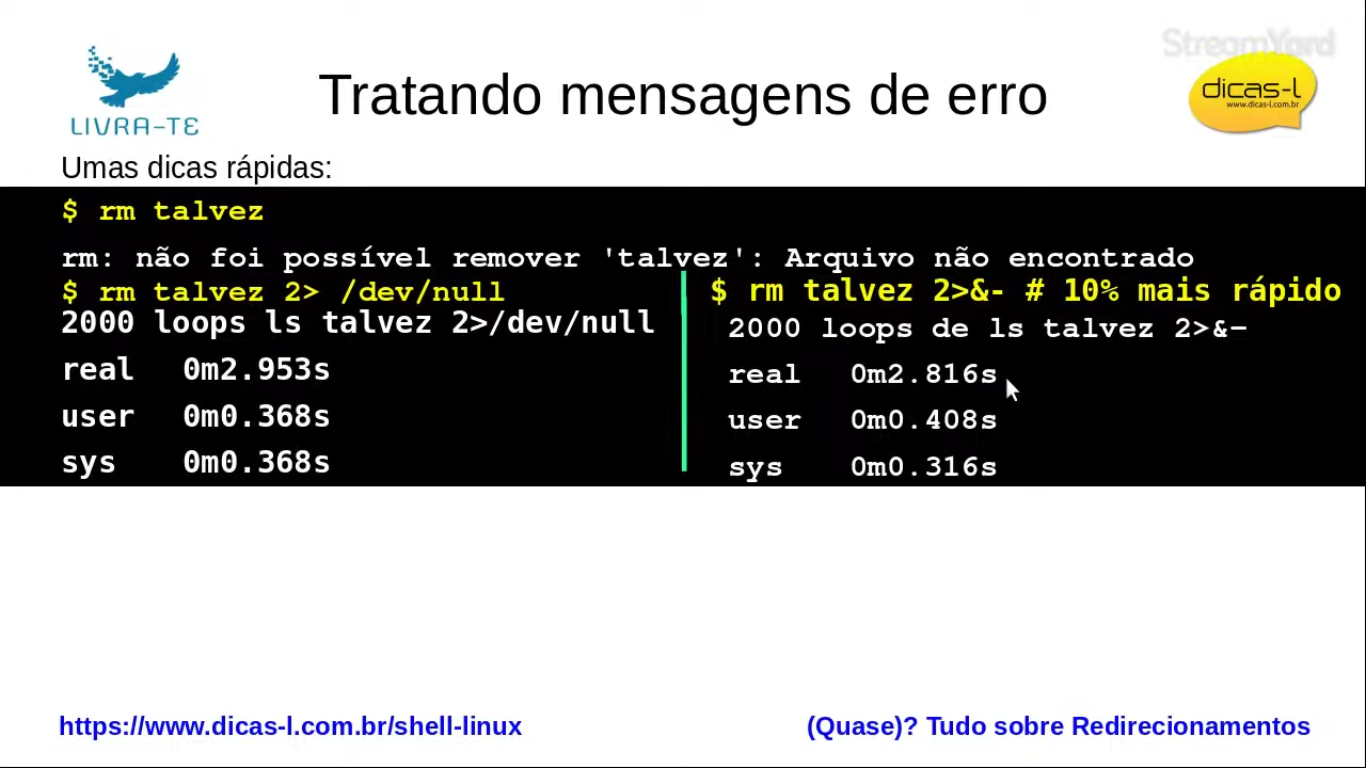 StreamYard
LIVRA-TE
Tratando mensagens de erro
dicas-l
www.dicas-l.com.br
Umas dicas rápidas:
$ rm talvez
rm: não foi possível remover 'talvez': Arquivo não encontrado
$ rm talvez 2> /dev/null
2000 loops ls talvez 2>/dev/null
real 0m2.953s
user 0m0.368s
sys 0m0.368s
$ rm talvez 2>&- # 10% mais rápido
2000 loops de ls talvez 2>&-
real 0m2.816s
user 0m0.408s
sys 0m0.316s
https://www.dicas-l.com.br/shell-linux
(Quase)? Tudo sobre Redirecionamentos